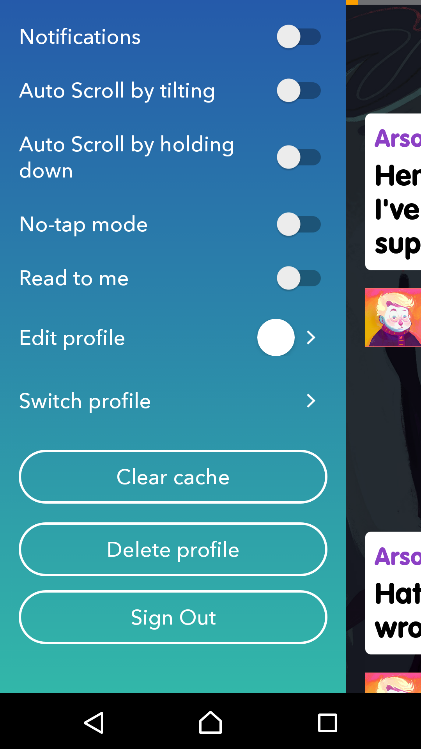 Notifications
Auto Scroll by tilting
Auto Scroll by holding
down
No-tap mode
Read to me
Edit profile
Switch profile
Clear cache
Delete profile
Sign Out
Arso
Her
I've
sup
Arso
Hat
wro